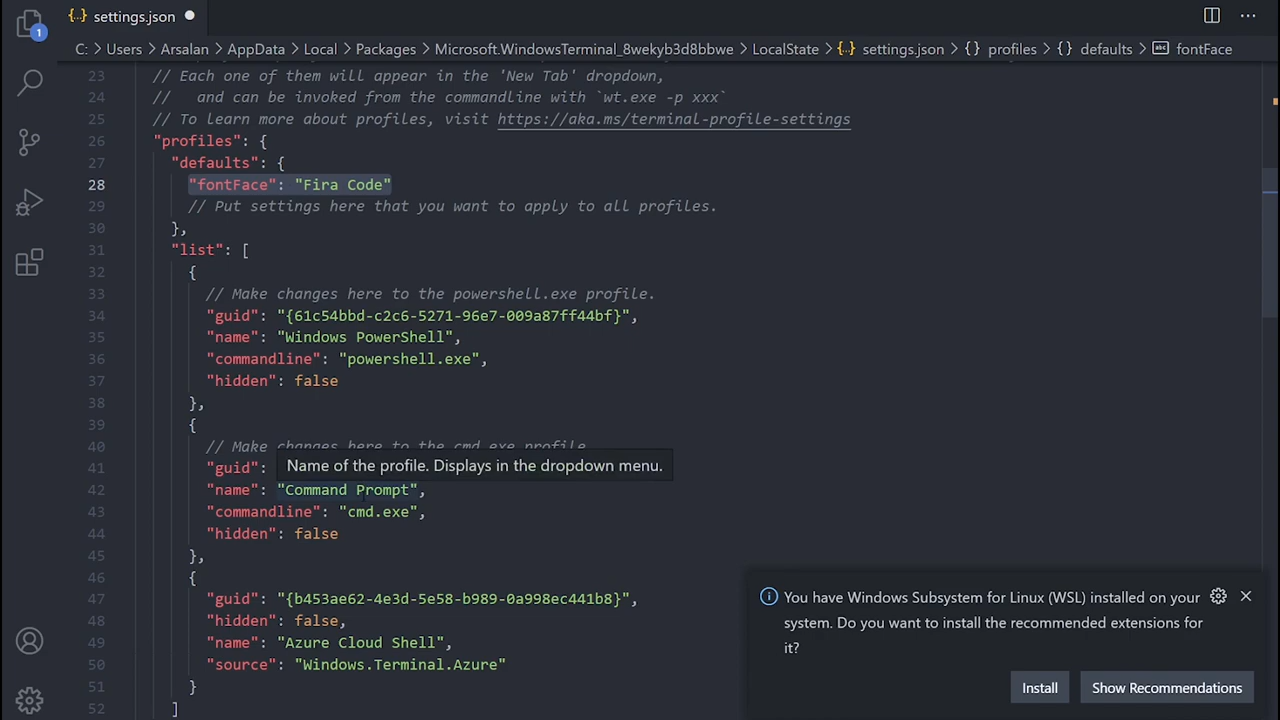 settings.json
1
C: > Users > Arsalan > AppData > Local > Packages > Microsoft.WindowsTerminal_8wekyb3d8bbwe > LocalState > settings.json > {} profiles > {} defaults > fontFace
23 // Each one of them will appear in the 'New Tab' dropdown,
24 //   and can be invoked from the commandline with `wt.exe -p xxx`
25 // To learn more about profiles, visit https://aka.ms/terminal-profile-settings
26 "profiles": {
27 "defaults": {
28 "fontFace": "Fira Code"
29 // Put settings here that you want to apply to all profiles.
30 },
31 "list": [
32 {
33 // Make changes here to the powershell.exe profile.
34 "guid": "{61c54bbd-c2c6-5271-96e7-009a87ff44bf}",
35 "name": "Windows PowerShell",
36 "commandline": "powershell.exe",
37 "hidden": false
38 },
39 {
40 // Make changes here to the cmd.exe profile
41 "guid":
Name of the profile. Displays in the dropdown menu.
42 "name": "Command Prompt",
43 "commandline": "cmd.exe",
44 "hidden": false
45 },
46 {
47 "guid": "{b453ae62-4e3d-5e58-b989-0a998ec441b8}",
48 "hidden": false,
49 "name": "Azure Cloud Shell",
50 "source": "Windows.Terminal.Azure"
51 }
52 ]
You have Windows Subsystem for Linux (WSL) installed on your
system. Do you want to install the recommended extensions for
it?
Install
Show Recommendations